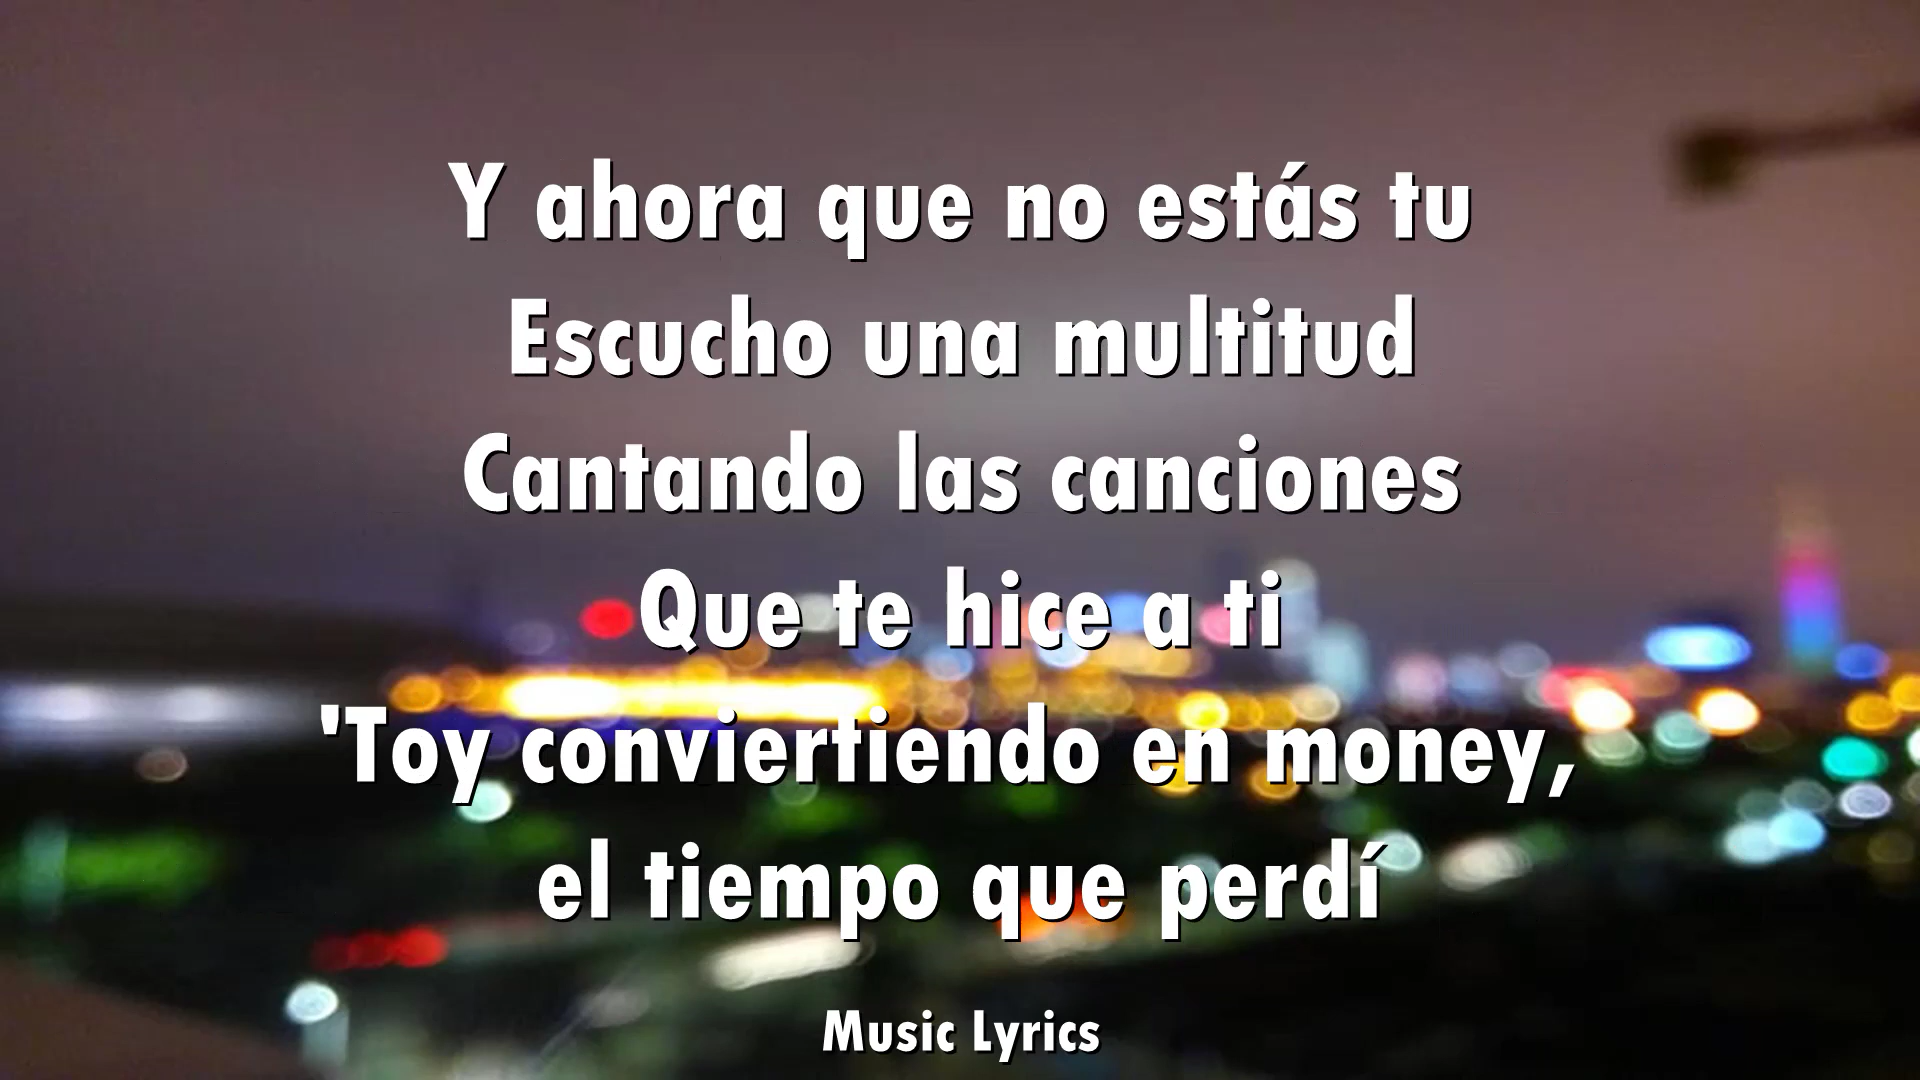 Y ahora que no estás tu
Escucho una multitud
Cantando las canciones
Que te hice a ti
'Toy conviertiendo en money,
el tiempo que perdí
Music Lyrics